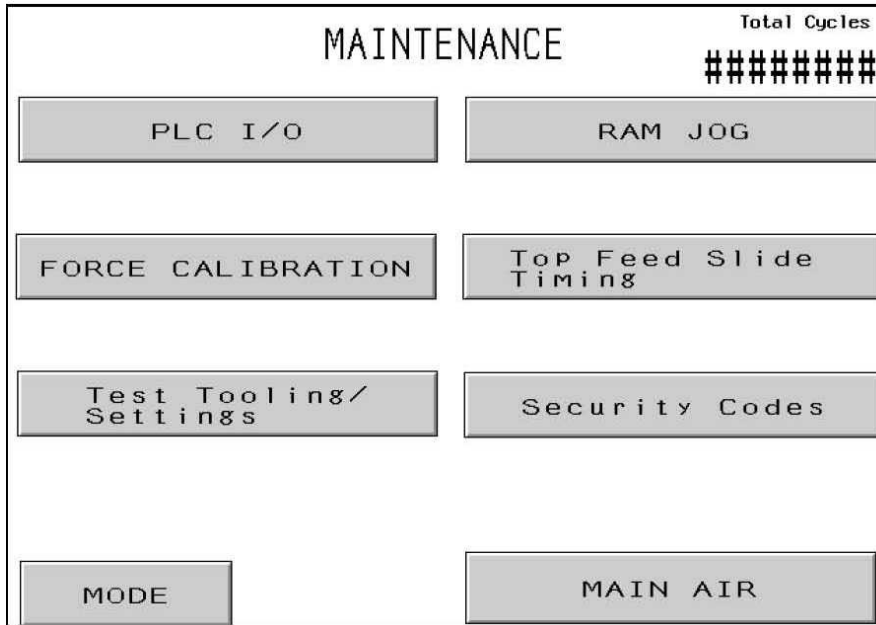 MAINTENANCE
Total Cycles
########
PLC I/O
RAM JOG
FORCE CALIBRATION
Top Feed Slide
Timing
Test Tooling/
Settings
Security Codes
MODE
MAIN AIR